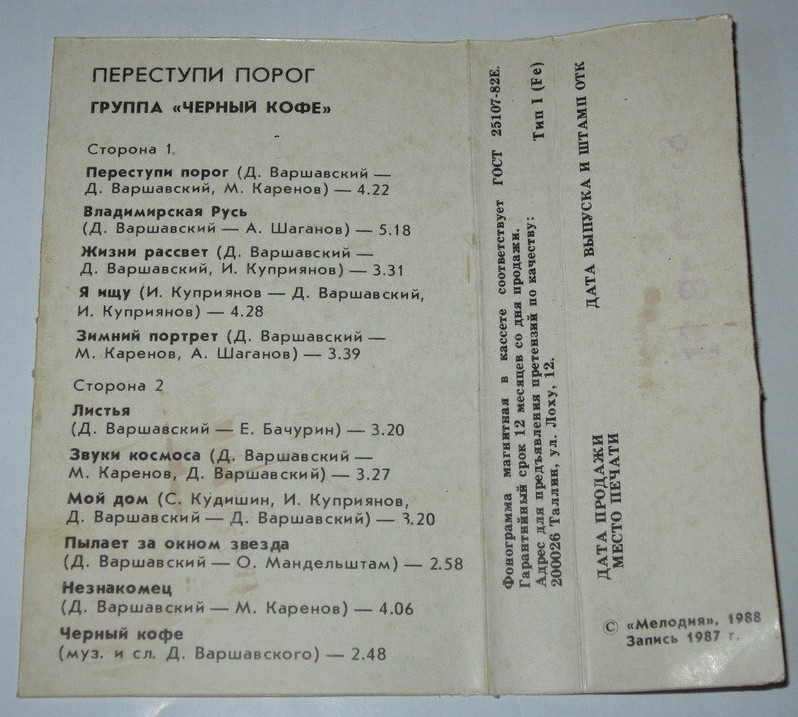 ПЕРЕСТУПИ ПОРОГ
ГРУППА «ЧЕРНЫЙ КОФЕ»
Сторона 1
Переступи порог (Д. Варшавский —
Д. Варшавский, М. Каренов) — 4.22
Владимирская Русь
(Д. Варшавский — А. Шаганов) — 5.18
Жизни рассвет (Д. Варшавский —
Д. Варшавский, И. Куприянов) — 3.31
Я ищу (И. Куприянов — Д. Варшавский,
И. Куприянов) — 4.28
Зимний портрет (Д. Варшавский —
М. Каренов, А. Шаганов) — 3.39
Сторона 2
Листья
(Д. Варшавский — Е. Бачурин) — 3.20
Звуки космоса (Д. Варшавский —
М. Каренов, Д. Варшавский) — 3.27
Мой дом (С. Кудишин, И. Куприянов,
Д. Варшавский — Д. Варшавский) — 3.20
Пылает за окном звезда
(Д. Варшавский — О. Мандельштам) — 2.58
Незнакомец
(Д. Варшавский — М. Каренов) — 4.06
Черный кофе
(муз. и сл. Д. Варшавского) — 2.48
Фонограмма магнитная в кассете соответствует ГОСТ 25107-82Е.
Гарантийный срок 12 месяцев со дня продажи.
Адрес для предъявления претензий по качеству: Тип I (Fe)
200026 Таллин, ул. Лоху, 12.
ДАТА ВЫПУСКА И ШТАМП ОТК
ДАТА ПРОДАЖИ
МЕСТО ПЕЧАТИ
© «Мелодия», 1988
Запись 1987 г.